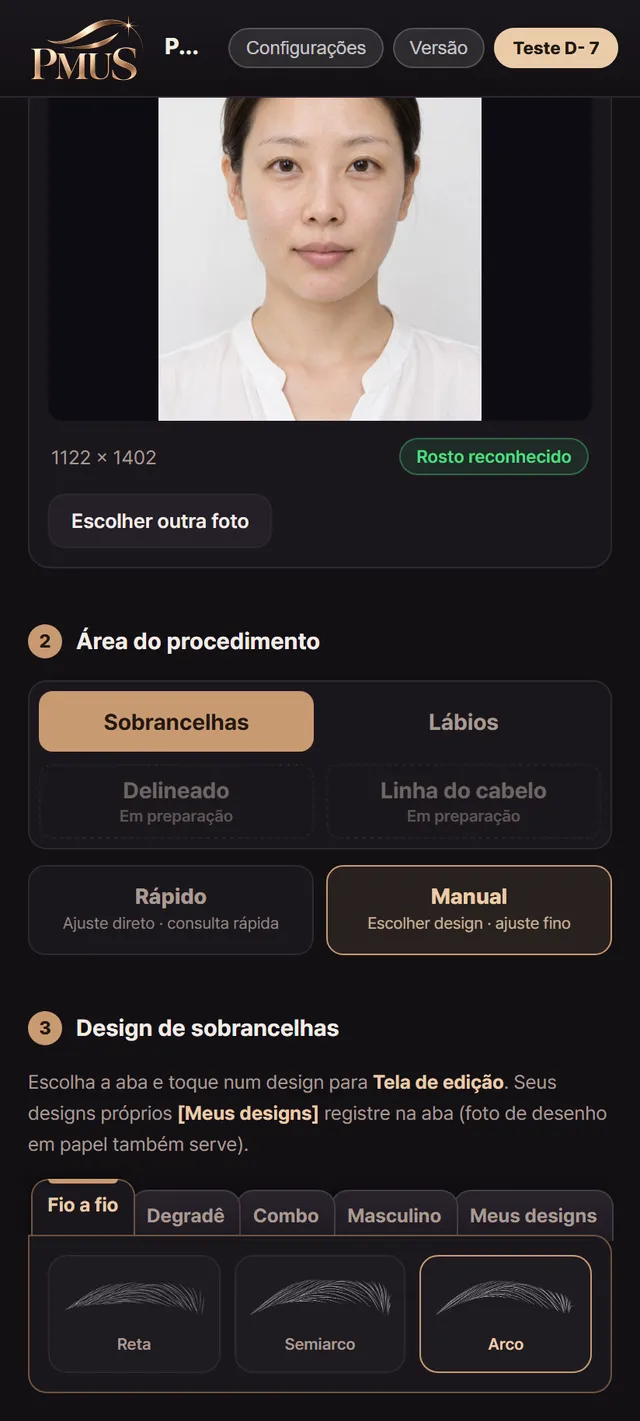 PMUS
P...
Configurações
Versão
Teste D- 7
1122 × 1402
Rosto reconhecido
Escolher outra foto
2
Área do procedimento
Sobrancelhas
Lábios
Delineado
Em preparação
Linha do cabelo
Em preparação
Rápido
Ajuste direto · consulta rápida
Manual
Escolher design · ajuste fino
3
Design de sobrancelhas
Escolha a aba e toque num design para Tela de edição. Seus
designs próprios [Meus designs] registre na aba (foto de desenho
em papel também serve).
Fio a fio
Degradê
Combo
Masculino
Meus designs
Reta
Semiarco
Arco